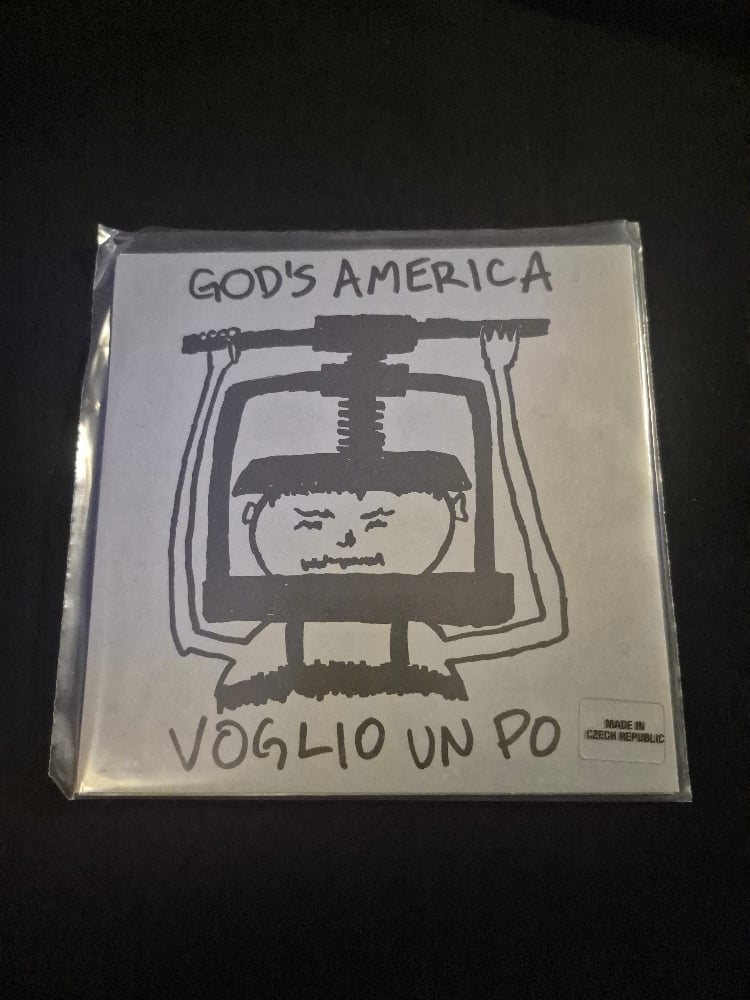 GOD'S AMERICA
VOGLIO UN PO
MADE IN
CZECH REPUBLIC